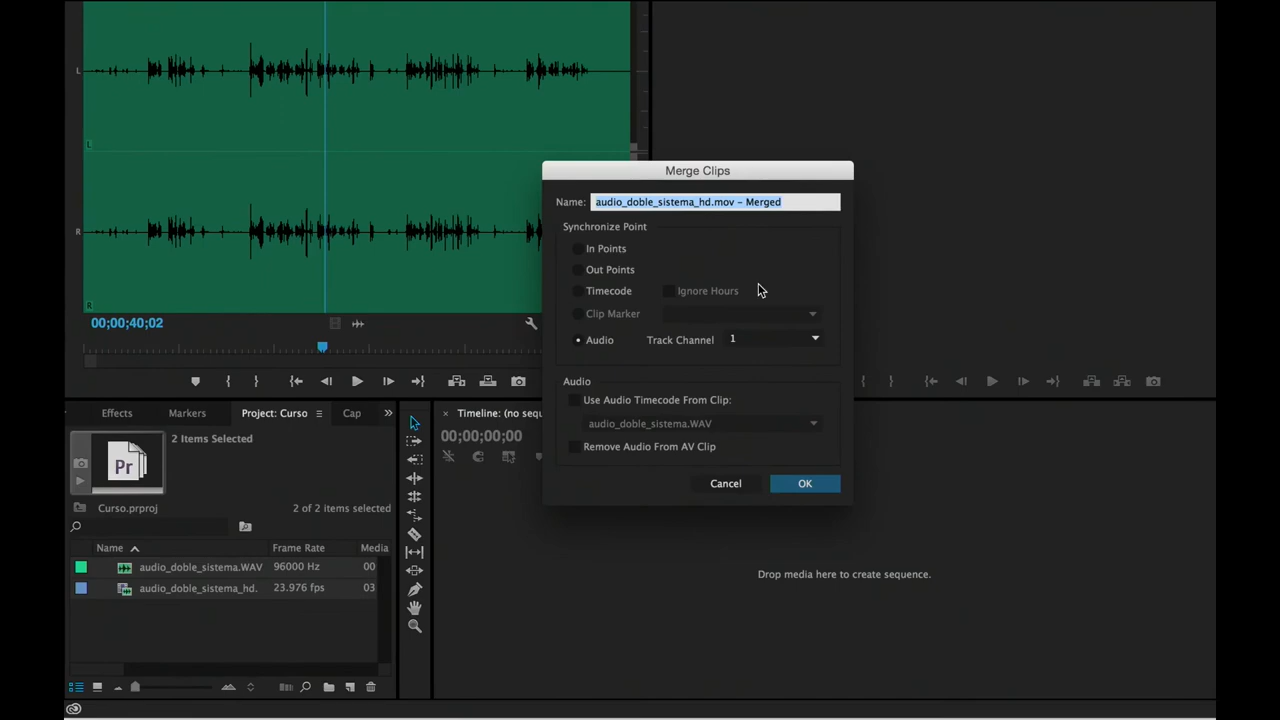 L
L
R
R
00;00;40;02
Merge Clips
Name: audio_doble_sistema_hd.mov - Merged
Synchronize Point
In Points
Out Points
Timecode Ignore Hours
Clip Marker
Audio Track Channel 1
Audio
Use Audio Timecode From Clip:
audio_doble_sistema.WAV
Remove Audio From AV Clip
Cancel OK
Effects Markers Project: Curso Cap
2 Items Selected
Pr
Curso.prproj 2 of 2 items selected
Name Frame Rate Media
audio_doble_sistema.WAV 96000 Hz 00
audio_doble_sistema_hd. 23.976 fps 03
× Timeline: (no sequ
00;00;00;00
Drop media here to create sequence.